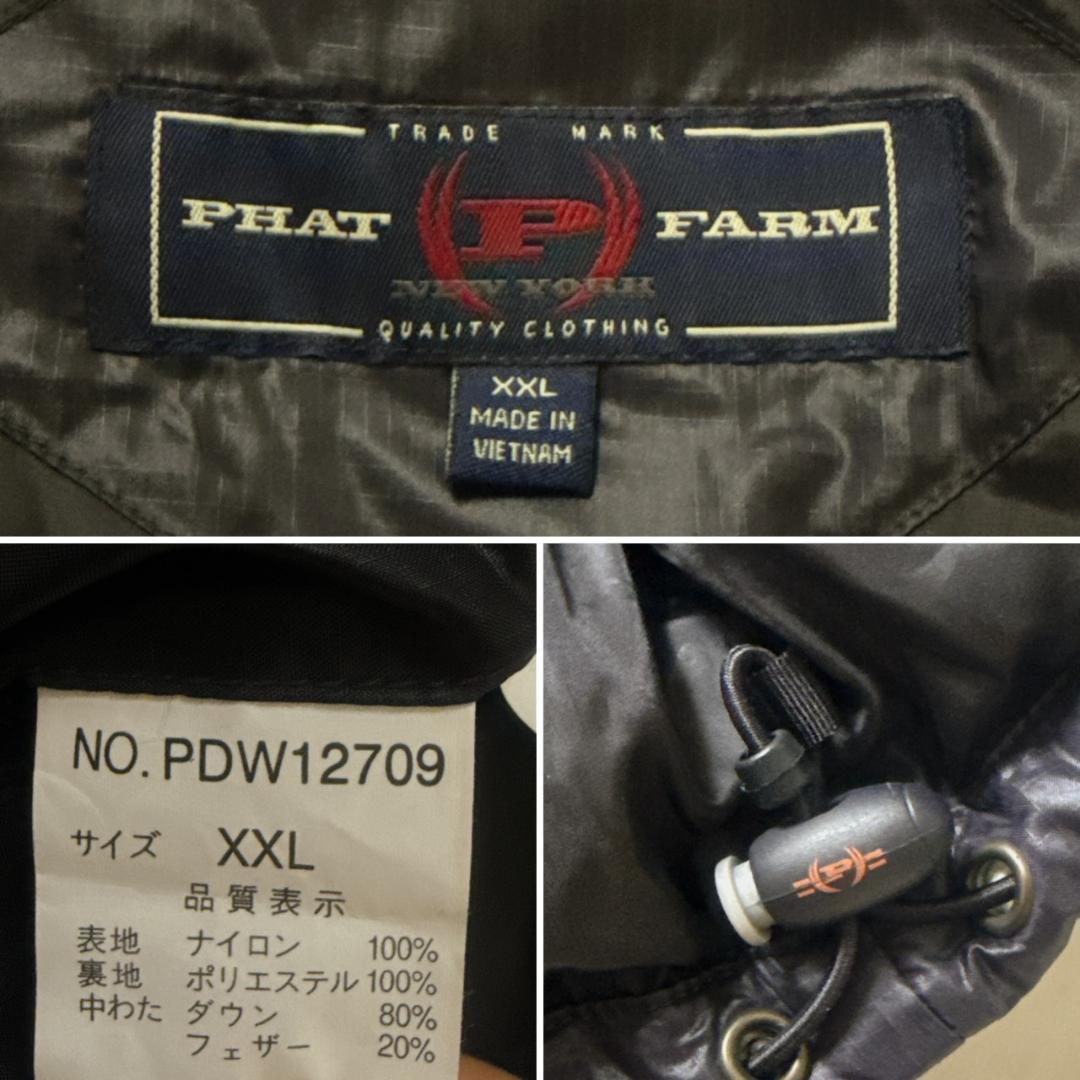 TRADE MARK
PHAT P FARM
NEW YORK
QUALITY CLOTHING
XXL
MADE IN
VIETNAM
NO. PDW12709
サイズ XXL
品質表示
表地 ナイロン 100%
裏地 ポリエステル 100%
中わた ダウン 80%
フェザー 20%
P